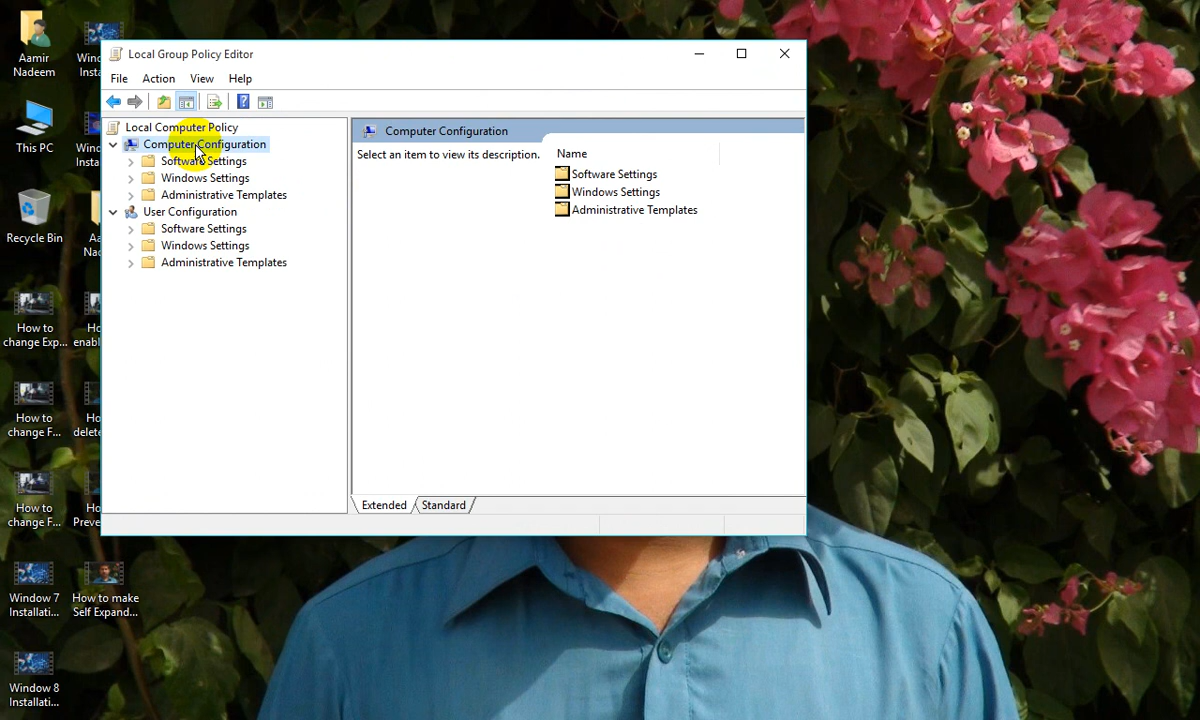 Aamir
Nadeem
Wind
Insta
This PC
Wind
Insta
Recycle Bin
Aa
Nad
How to
change Exp...
Ho
enabl
How to
change F...
Ho
delete
How to
change F...
Ho
Preve
Window 7
Installati...
How to make
Self Expand...
Window 8
Installati...
Local Group Policy Editor
File Action View Help
Local Computer Policy
Computer Configuration
Software Settings
Windows Settings
Administrative Templates
User Configuration
Software Settings
Windows Settings
Administrative Templates
Computer Configuration
Select an item to view its description.
Name
Software Settings
Windows Settings
Administrative Templates
Extended Standard